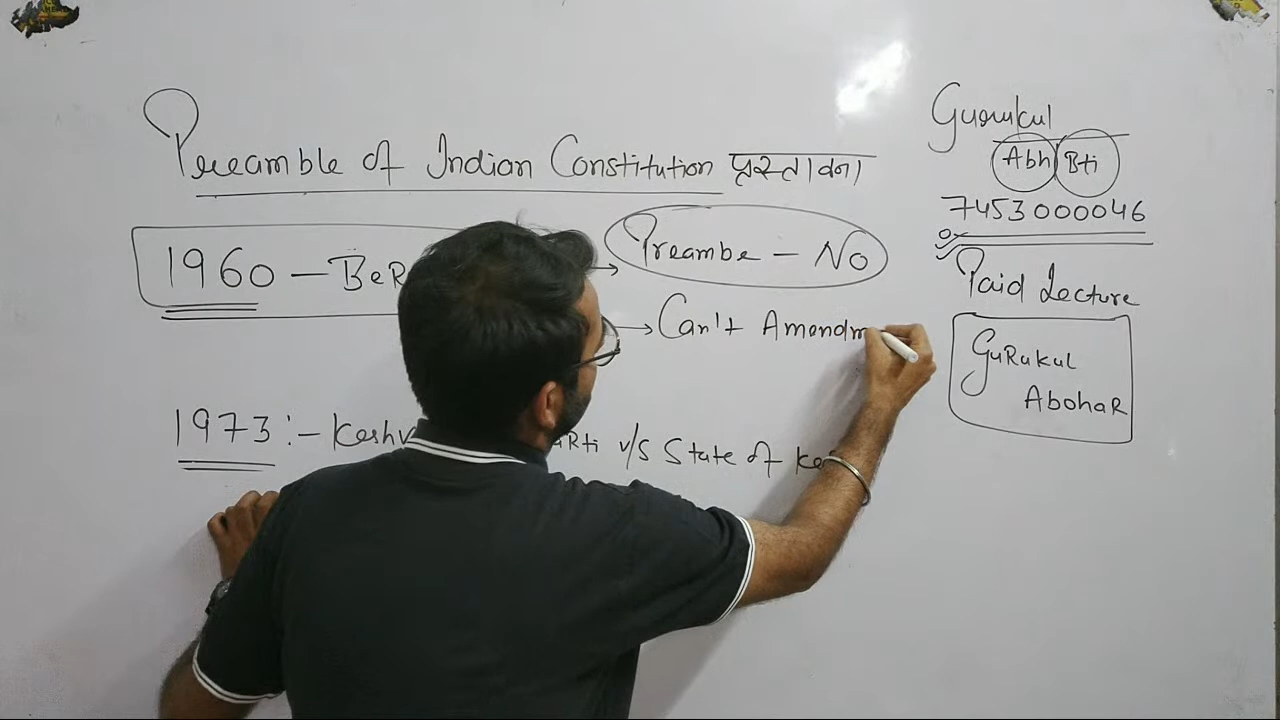 Preamble of Indian Constitution प्रस्तावना
1960 – BeR
Preambe – No
Can't Amendm
1973 :- Keshv RTi v/s State of Ke
Gurukul
Abh Bti
7453000046
Paid Lecture
GuRukul
AbohaR